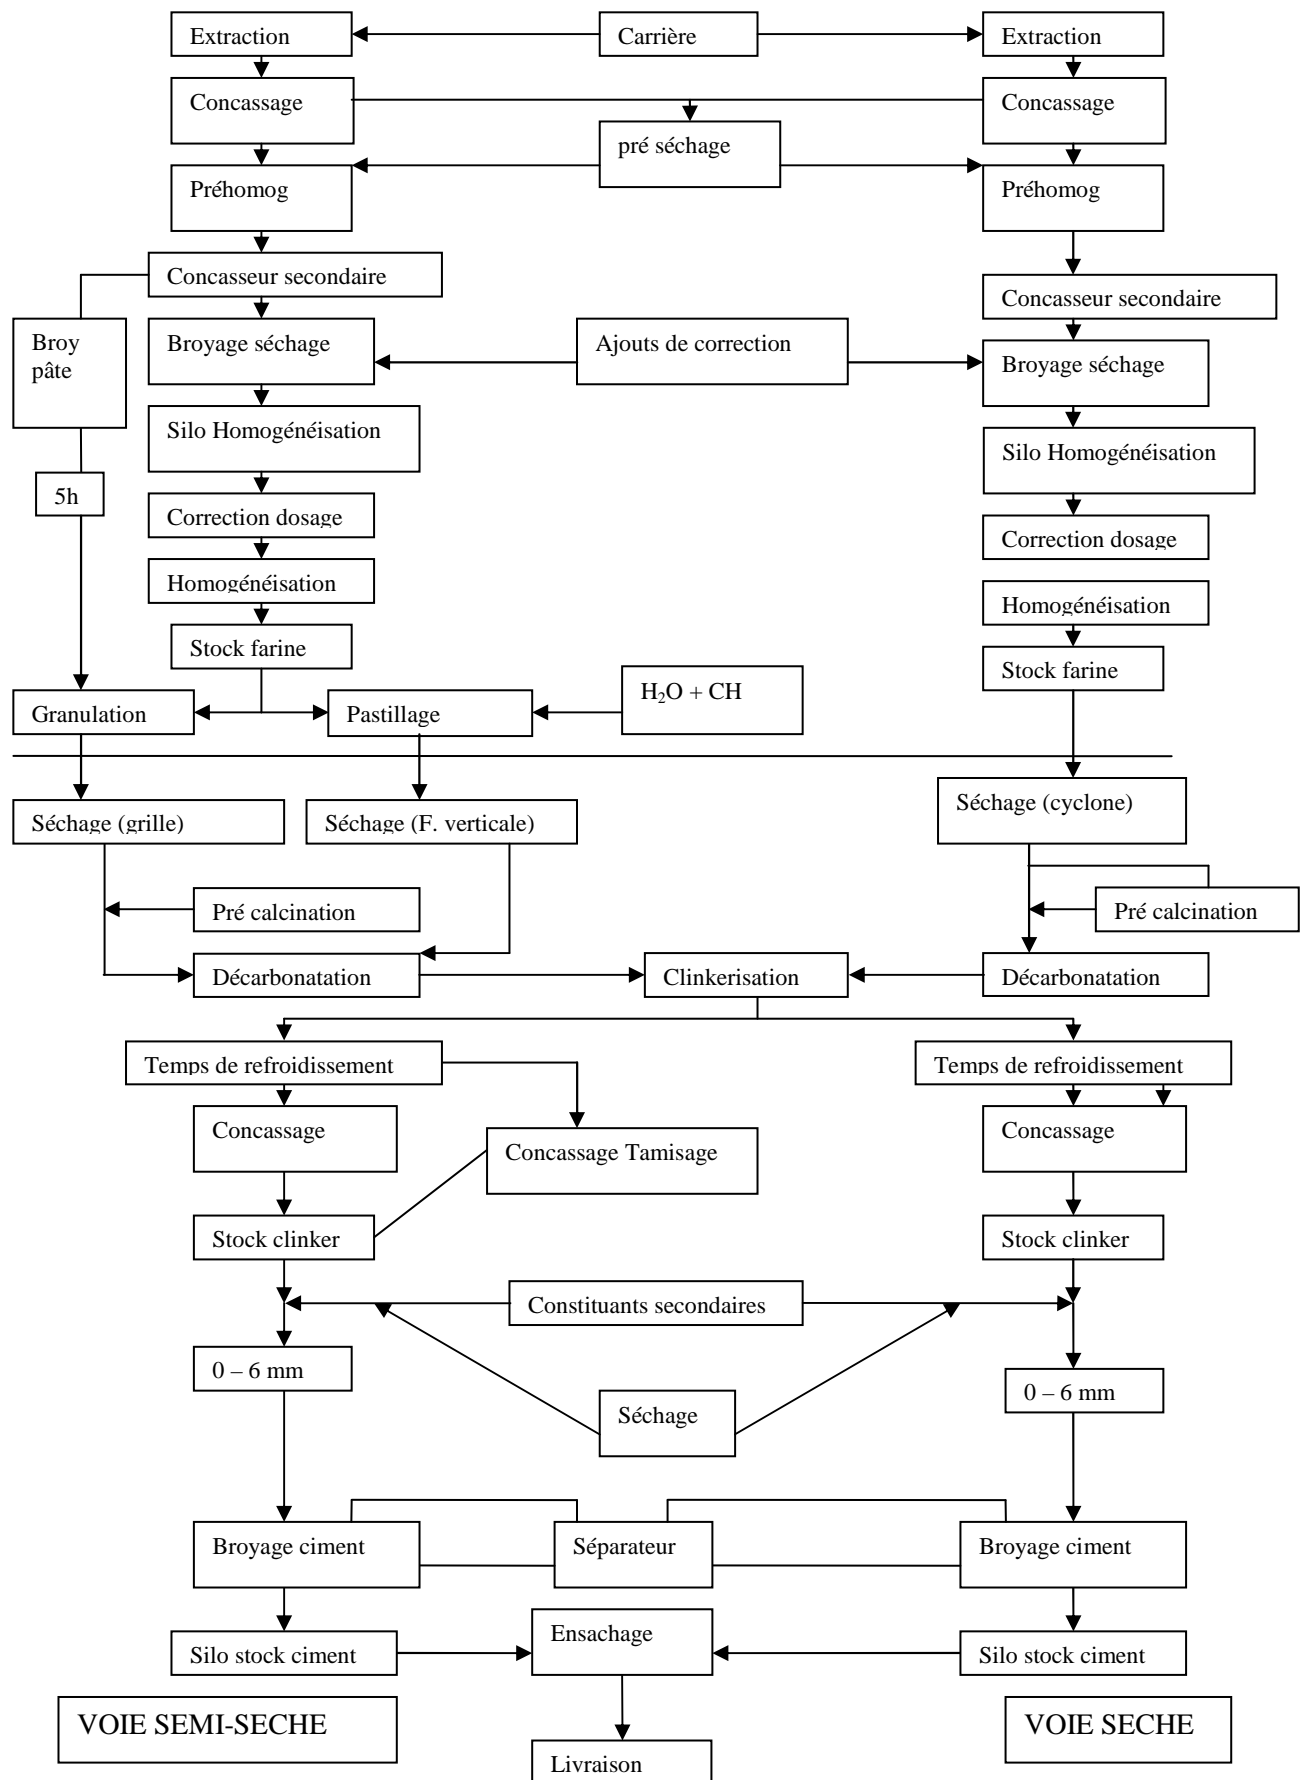 Extraction
Carrière
Extraction
Concassage
Concassage
pré séchage
Préhomog
Préhomog
Concasseur secondaire
Concasseur secondaire
Broy
pâte
Broyage séchage
Ajouts de correction
Broyage séchage
Silo Homogénéisation
Silo Homogénéisation
5h
Correction dosage
Correction dosage
Homogénéisation
Homogénéisation
Stock farine
Stock farine
H₂O + CH
Granulation
Pastillage
Séchage (cyclone)
Séchage (grille)
Séchage (F. verticale)
Pré calcination
Pré calcination
Décarbonatation
Clinkerisation
Décarbonatation
Temps de refroidissement
Temps de refroidissement
Concassage
Concassage
Concassage Tamisage
Stock clinker
Stock clinker
Constituants secondaires
0 – 6 mm
0 – 6 mm
Séchage
Broyage ciment
Séparateur
Broyage ciment
Ensachage
Silo stock ciment
Silo stock ciment
VOIE SEMI-SECHE
VOIE SECHE
Livraison